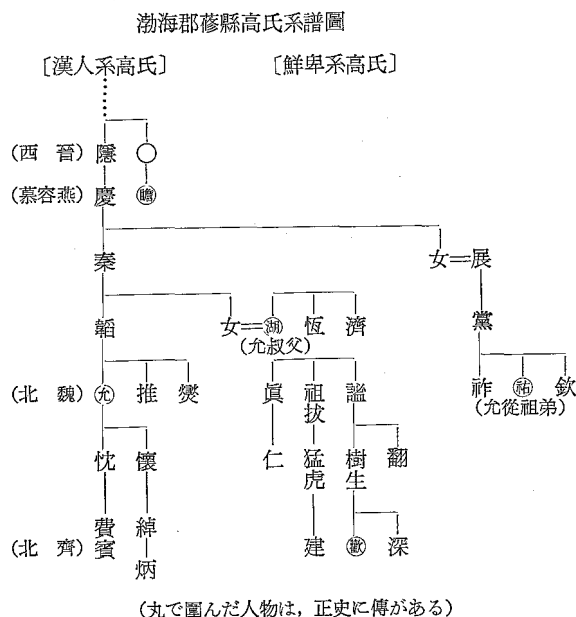 渤海郡蓚縣高氏系譜圖
〔漢人系高氏〕 〔鮮卑系高氏〕
(西 晉) 隱
(慕容燕) 慶 瞻
泰 女 展
韜 女 湖 恆 濟 黨
(允叔父)
(北 魏) 允 推 燮 眞 祖拔 謐 祚 祐 欽
(允從祖弟)
忱 懷 仁 猛虎 樹生 翻
(北 齊) 費賓 綽 建 歡 深
炳
(丸で圍んだ人物は,正史に傳がある)